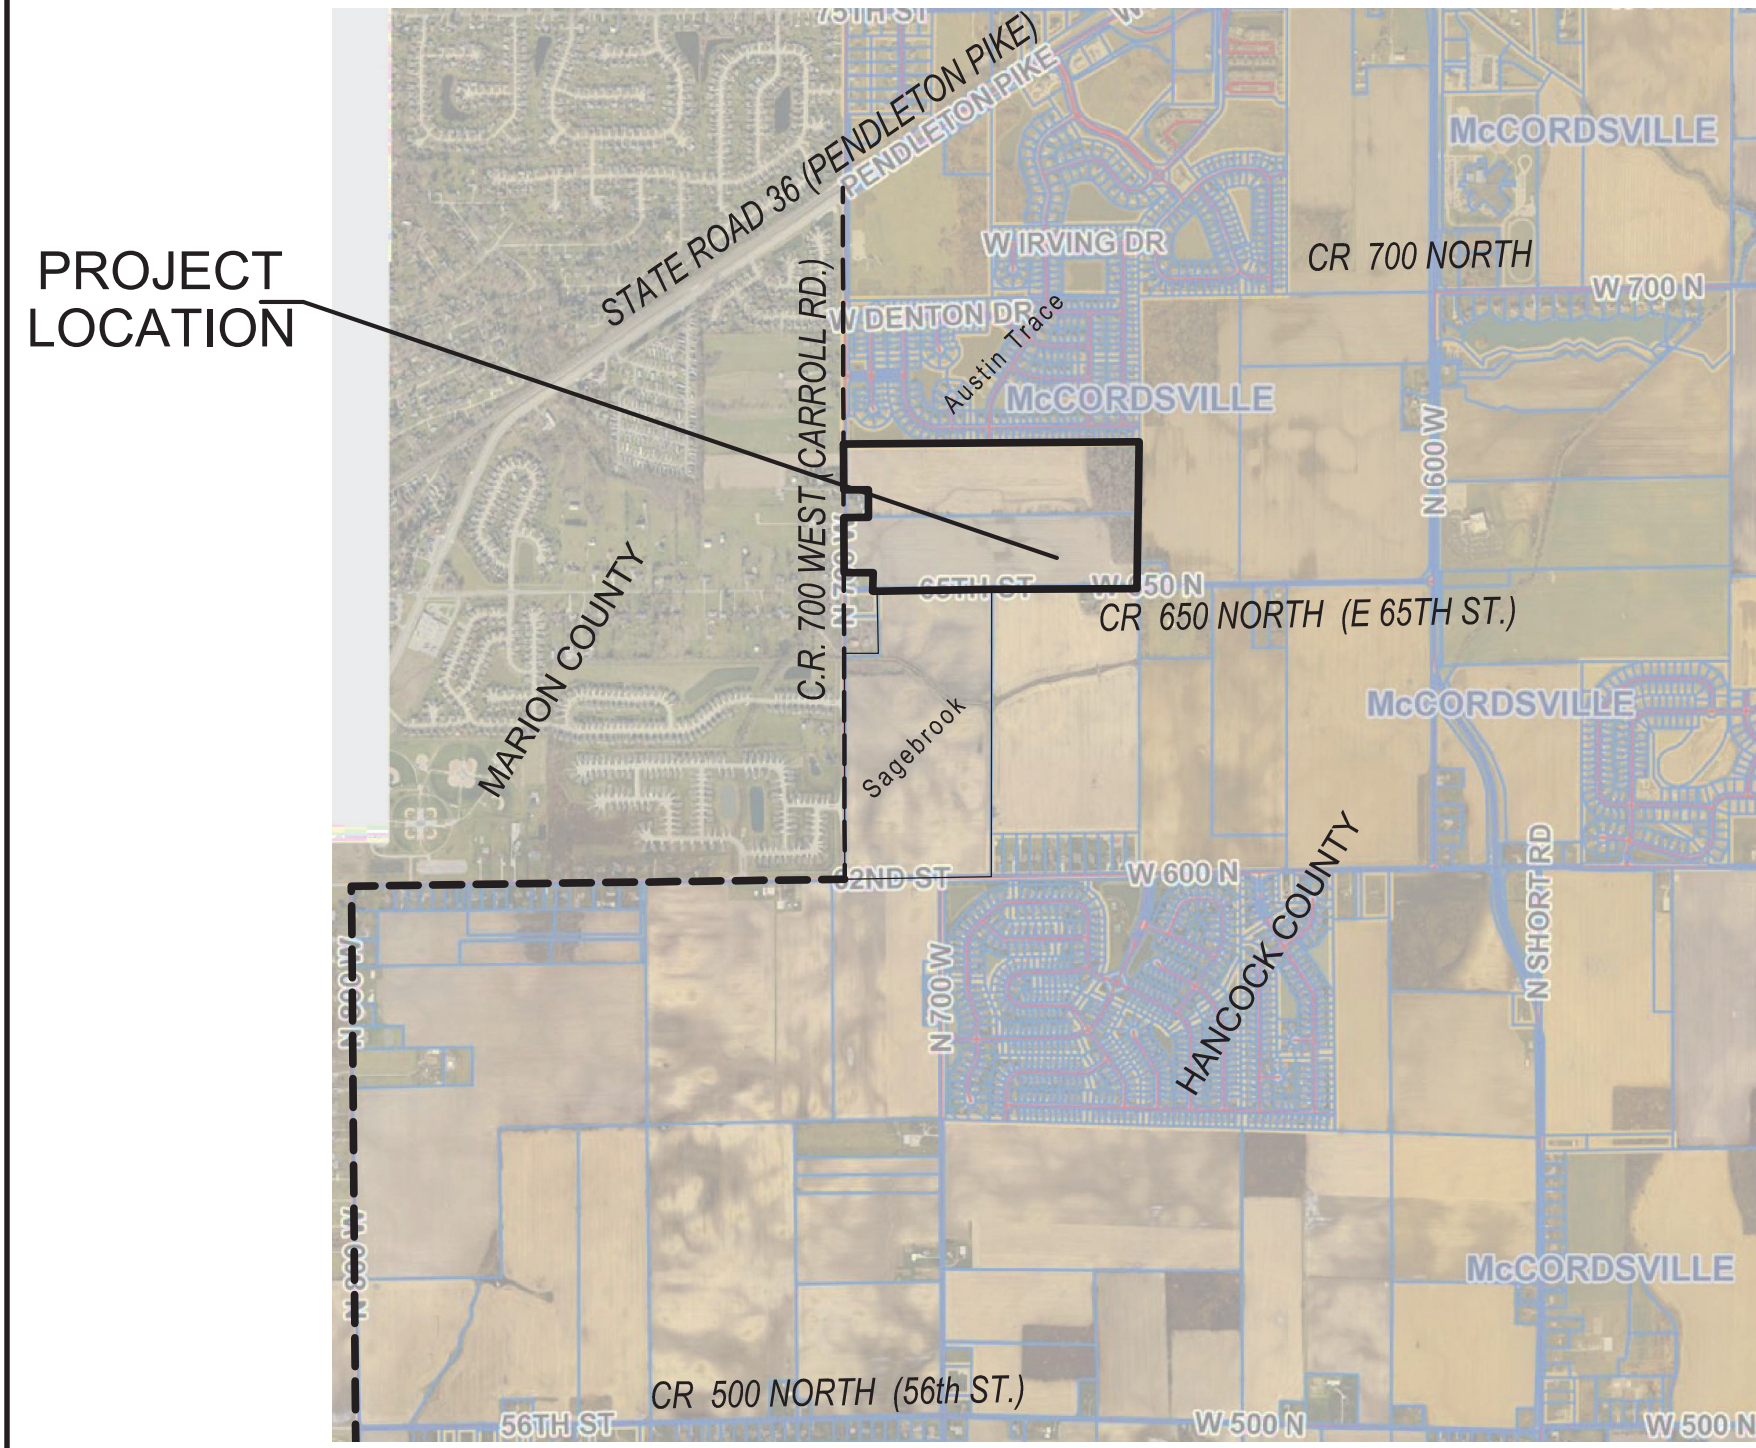 75TH ST
STATE ROAD 36 (PENDLETON PIKE)
PENDLETON PIKE
McCORDSVILLE
PROJECT
LOCATION
W IRVING DR
CR 700 NORTH
W 700 N
W DENTON DR
Austin Trace
McCORDSVILLE
C.R. 700 WEST (CARROLL RD.)
N 700 W
N 600 W
MARION COUNTY
65TH ST
W 650 N
CR 650 NORTH (E 65TH ST.)
McCORDSVILLE
Sagebrook
62ND ST
W 600 N
N SHORT RD
HANCOCK COUNTY
N 800 W
N 700 W
N 800 W
McCORDSVILLE
CR 500 NORTH (56th ST.)
56TH ST
W 500 N
W 500 N